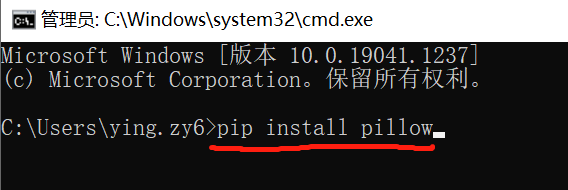 管理员: C:\Windows\system32\cmd.exe
Microsoft Windows [版本 10.0.19041.1237]
(c) Microsoft Corporation。保留所有权利。
C:\Users\ying.zy6>pip install pillow